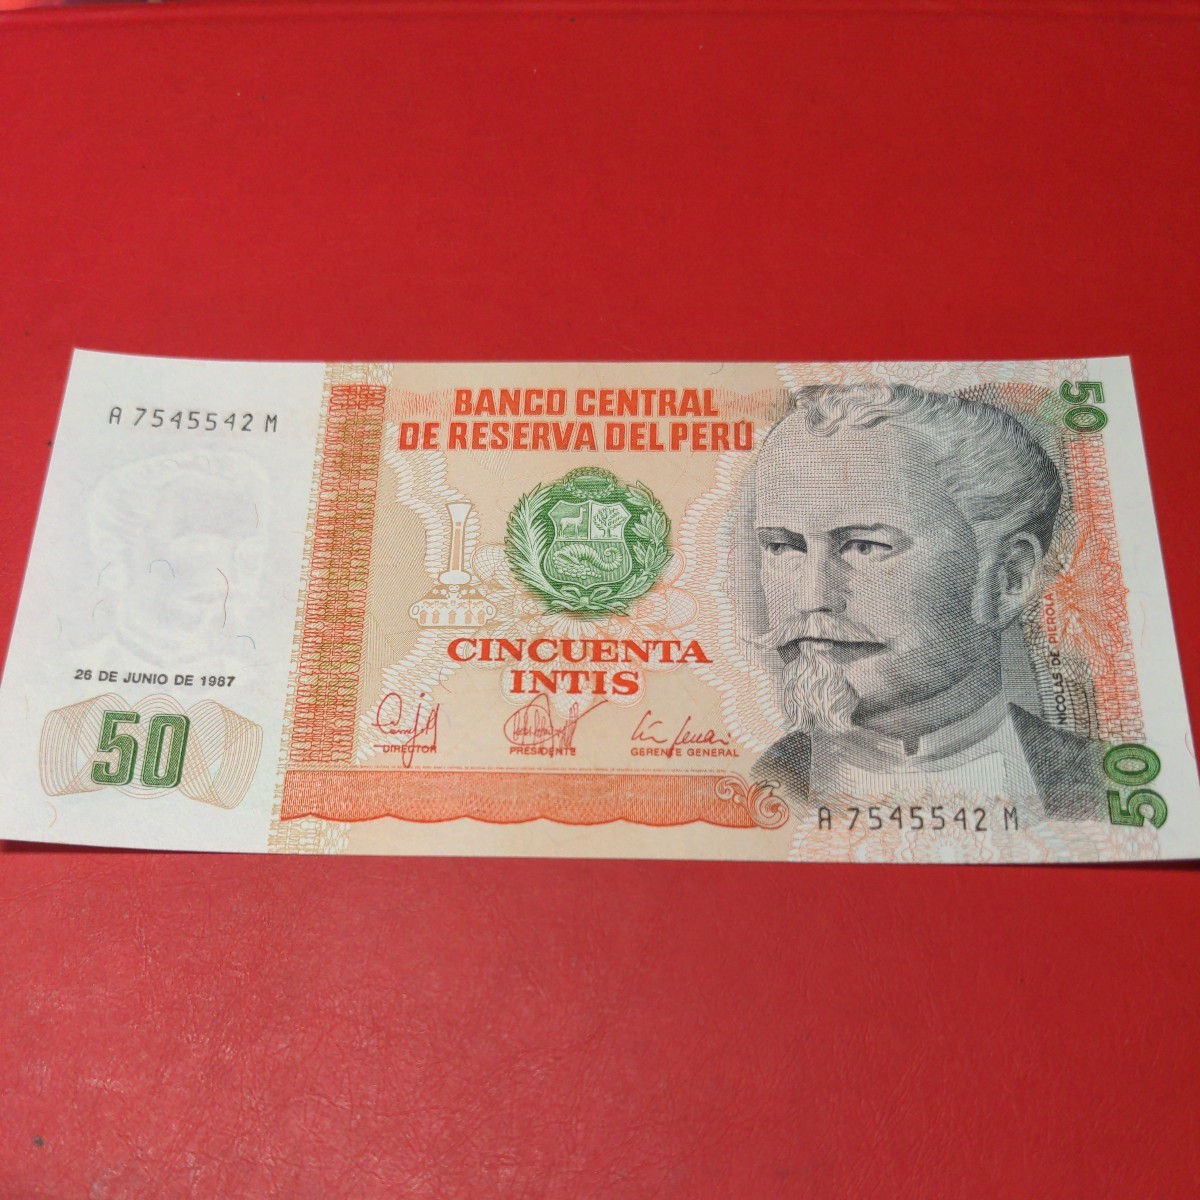 A 7545542 M
BANCO CENTRAL
DE RESERVA DEL PERÚ
50
CINCUENTA
INTIS
NICOLAS DE PIEROLA
26 DE JUNIO DE 1987
50
DIRECTOR
PRESIDENTE
GERENTE GENERAL
A 7545542 M
50